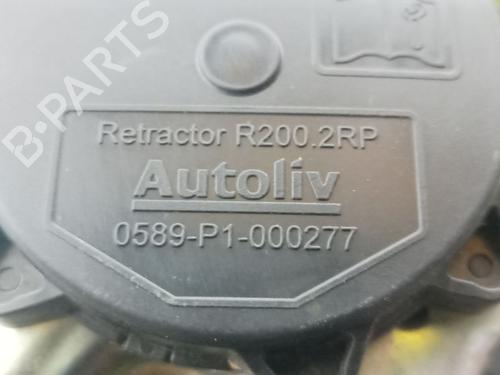 B-PARTS
Retractor R200.2RP
Autoliv
0589-P1-000277